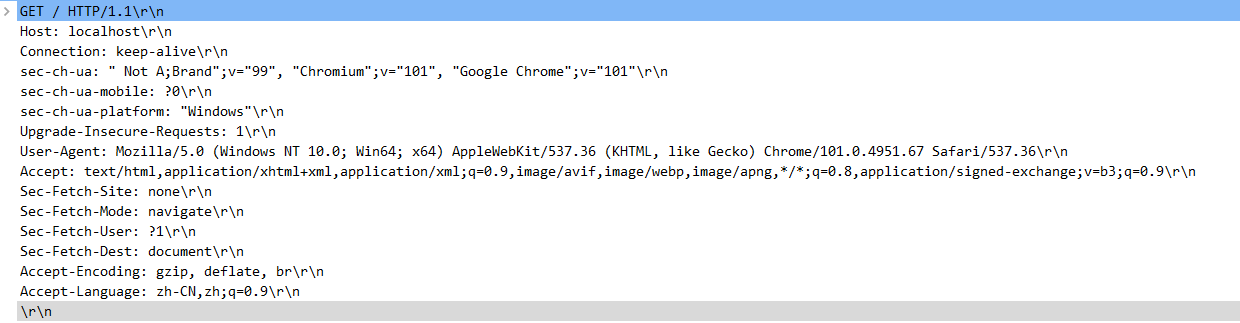 GET / HTTP/1.1\r\n
Host: localhost\r\n
Connection: keep-alive\r\n
sec-ch-ua: " Not A;Brand";v="99", "Chromium";v="101", "Google Chrome";v="101"\r\n
sec-ch-ua-mobile: ?0\r\n
sec-ch-ua-platform: "Windows"\r\n
Upgrade-Insecure-Requests: 1\r\n
User-Agent: Mozilla/5.0 (Windows NT 10.0; Win64; x64) AppleWebKit/537.36 (KHTML, like Gecko) Chrome/101.0.4951.67 Safari/537.36\r\n
Accept: text/html,application/xhtml+xml,application/xml;q=0.9,image/avif,image/webp,image/apng,*/*;q=0.8,application/signed-exchange;v=b3;q=0.9\r\n
Sec-Fetch-Site: none\r\n
Sec-Fetch-Mode: navigate\r\n
Sec-Fetch-User: ?1\r\n
Sec-Fetch-Dest: document\r\n
Accept-Encoding: gzip, deflate, br\r\n
Accept-Language: zh-CN,zh;q=0.9\r\n
\r\n